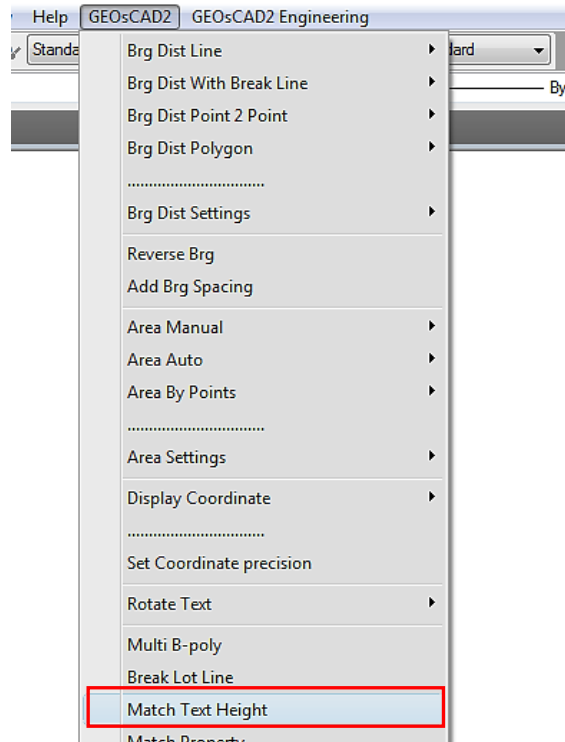 Help GEOsCAD2 GEOsCAD2 Engineering
Standa dard
Brg Dist Line
Brg Dist With Break Line
By
Brg Dist Point 2 Point
Brg Dist Polygon
................................
Brg Dist Settings
Reverse Brg
Add Brg Spacing
Area Manual
Area Auto
Area By Points
................................
Area Settings
Display Coordinate
................................
Set Coordinate precision
Rotate Text
Multi B-poly
Break Lot Line
Match Text Height
Match Property